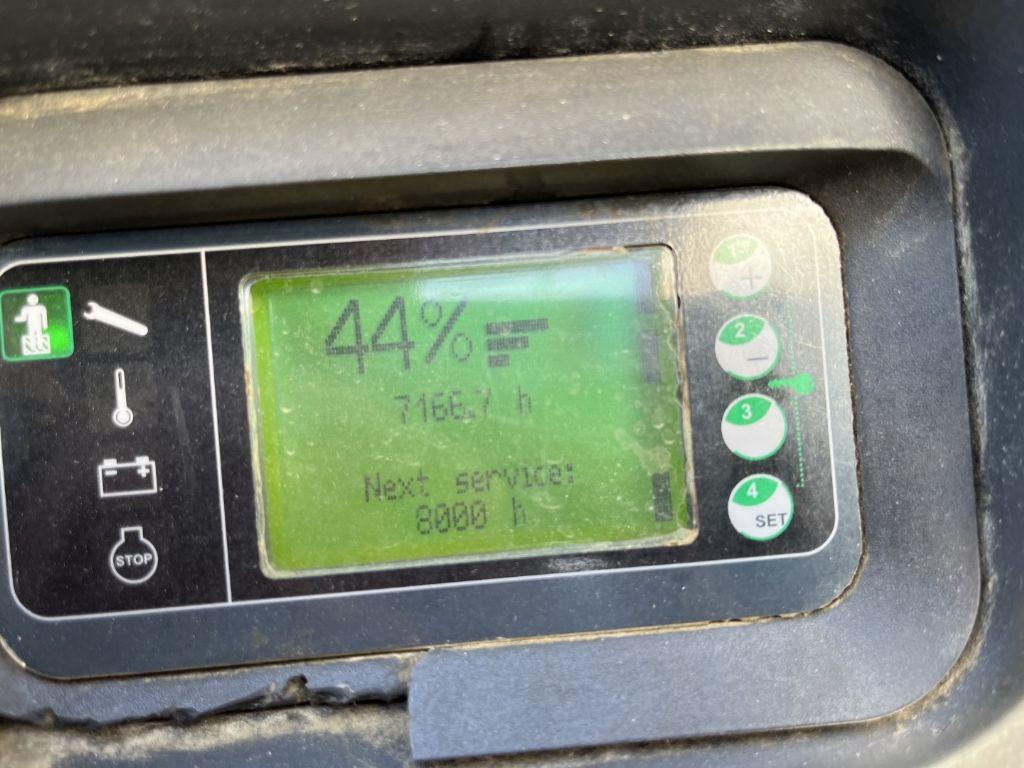 44%
7166.7 h
Next service:
8000 h
STOP
1
+
2
−
3
4
SET